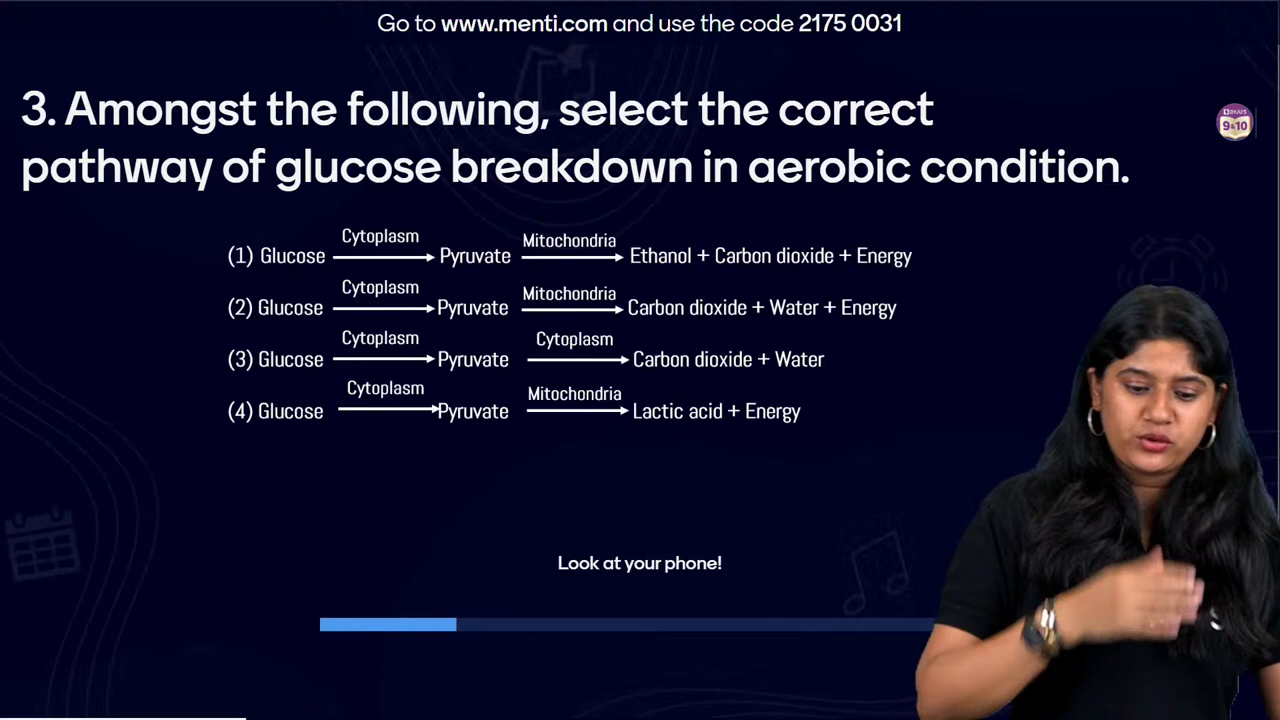 Go to www.menti.com and use the code 2175 0031
3. Amongst the following, select the correct
pathway of glucose breakdown in aerobic condition.
BYJU'S
9&10
(1) Glucose Cytoplasm Pyruvate Mitochondria Ethanol + Carbon dioxide + Energy
(2) Glucose Cytoplasm Pyruvate Mitochondria Carbon dioxide + Water + Energy
(3) Glucose Cytoplasm Pyruvate Cytoplasm Carbon dioxide + Water
(4) Glucose Cytoplasm Pyruvate Mitochondria Lactic acid + Energy
Look at your phone!